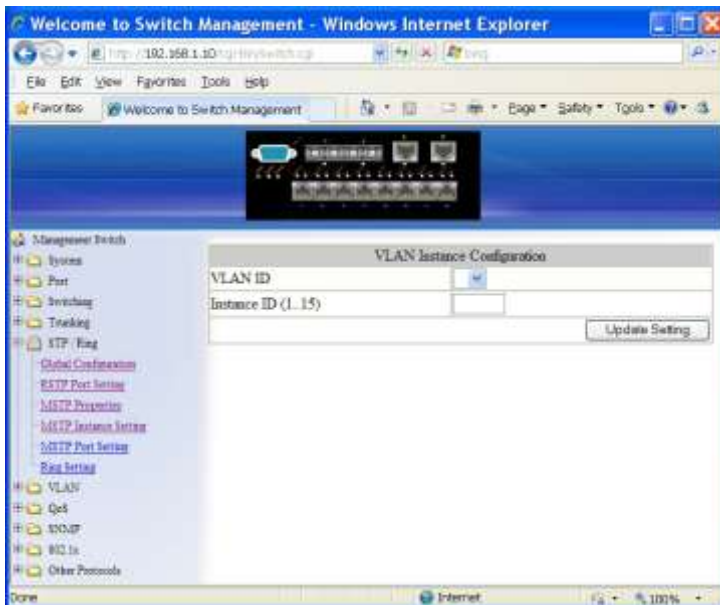 Welcome to Switch Management - Windows Internet Explorer
http://192.168.1.10
File Edit View Favorites Tools Help
Favorites Welcome to Switch Management Page Safety Tools
Management Switch
System
Port
Switching
Trunking
STP / Ring
Global Configuration
RSTP Port Setting
MSTP Properties
MSTP Instance Setting
MSTP Port Setting
Ring Setting
VLAN
QoS
SNMP
802.1x
Other Protocols
VLAN Instance Configuration
VLAN ID
Instance ID (1..15)
Update Setting
Done Internet 100%